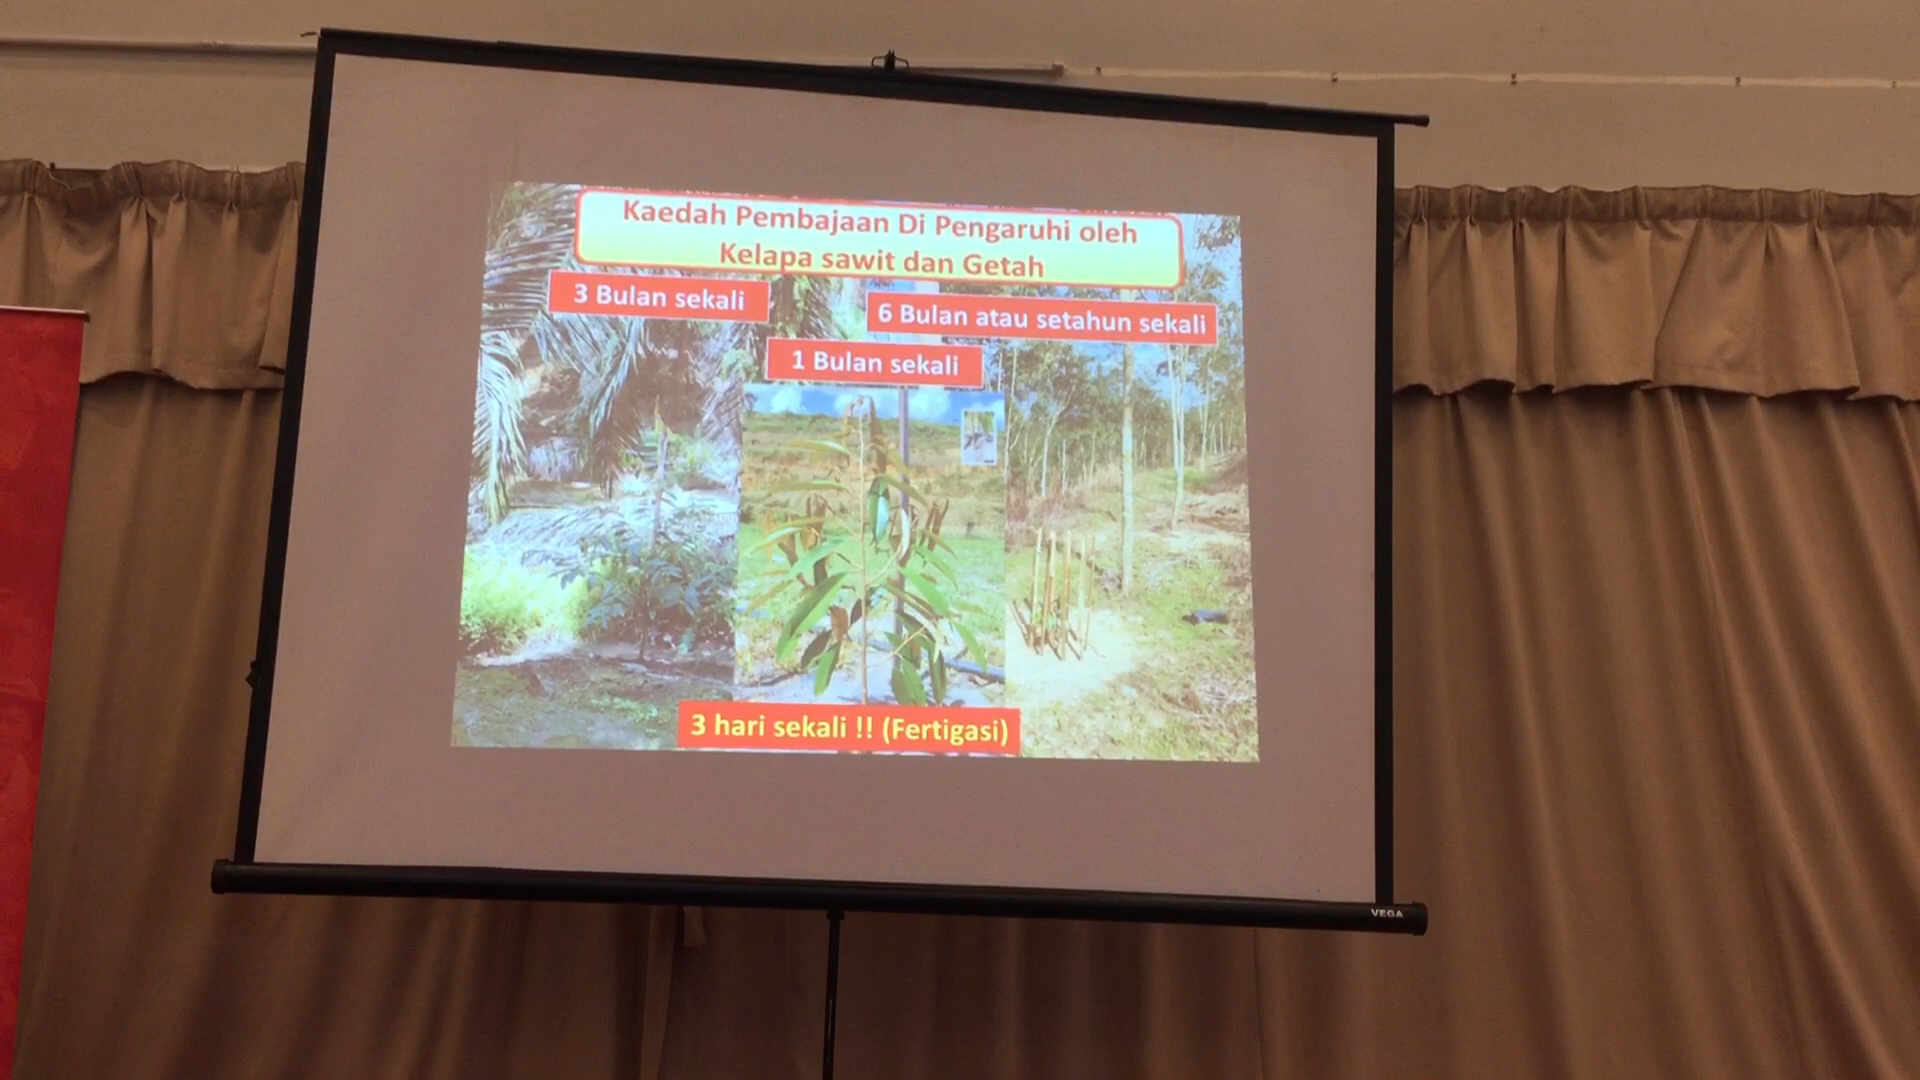 Kaedah Pembajaan Di Pengaruhi oleh
Kelapa sawit dan Getah
3 Bulan sekali
6 Bulan atau setahun sekali
1 Bulan sekali
3 hari sekali !! (Fertigasi)
VEGA